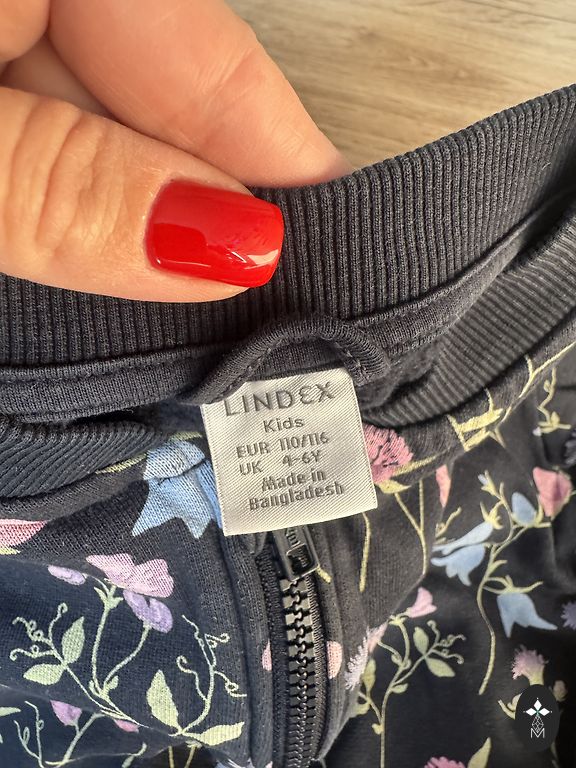 LINDEX
Kids
EUR 110/116
UK 4-6Y
Made in
Bangladesh